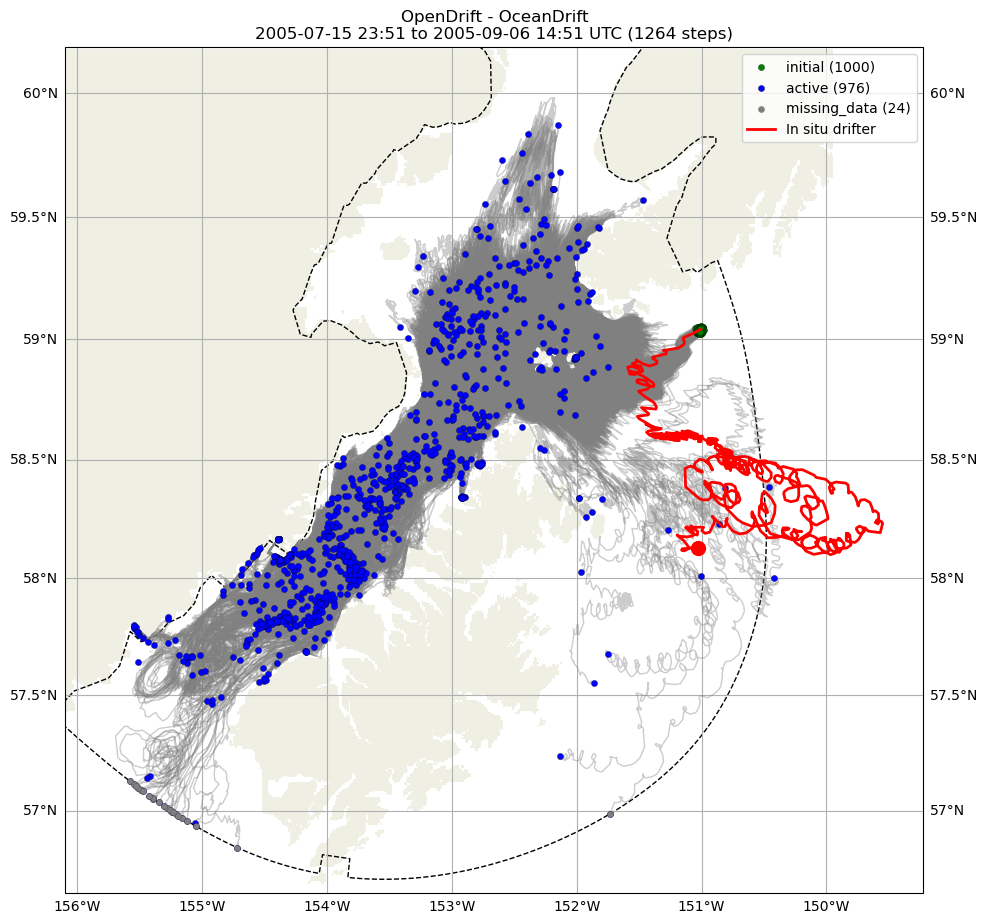 OpenDrift - OceanDrift
2005-07-15 23:51 to 2005-09-06 14:51 UTC (1264 steps)
initial (1000)
active (976)
missing_data (24)
In situ drifter
60°N
60°N
59.5°N
59.5°N
59°N
59°N
58.5°N
58.5°N
58°N
58°N
57.5°N
57.5°N
57°N
57°N
156°W
155°W
154°W
153°W
152°W
151°W
150°W